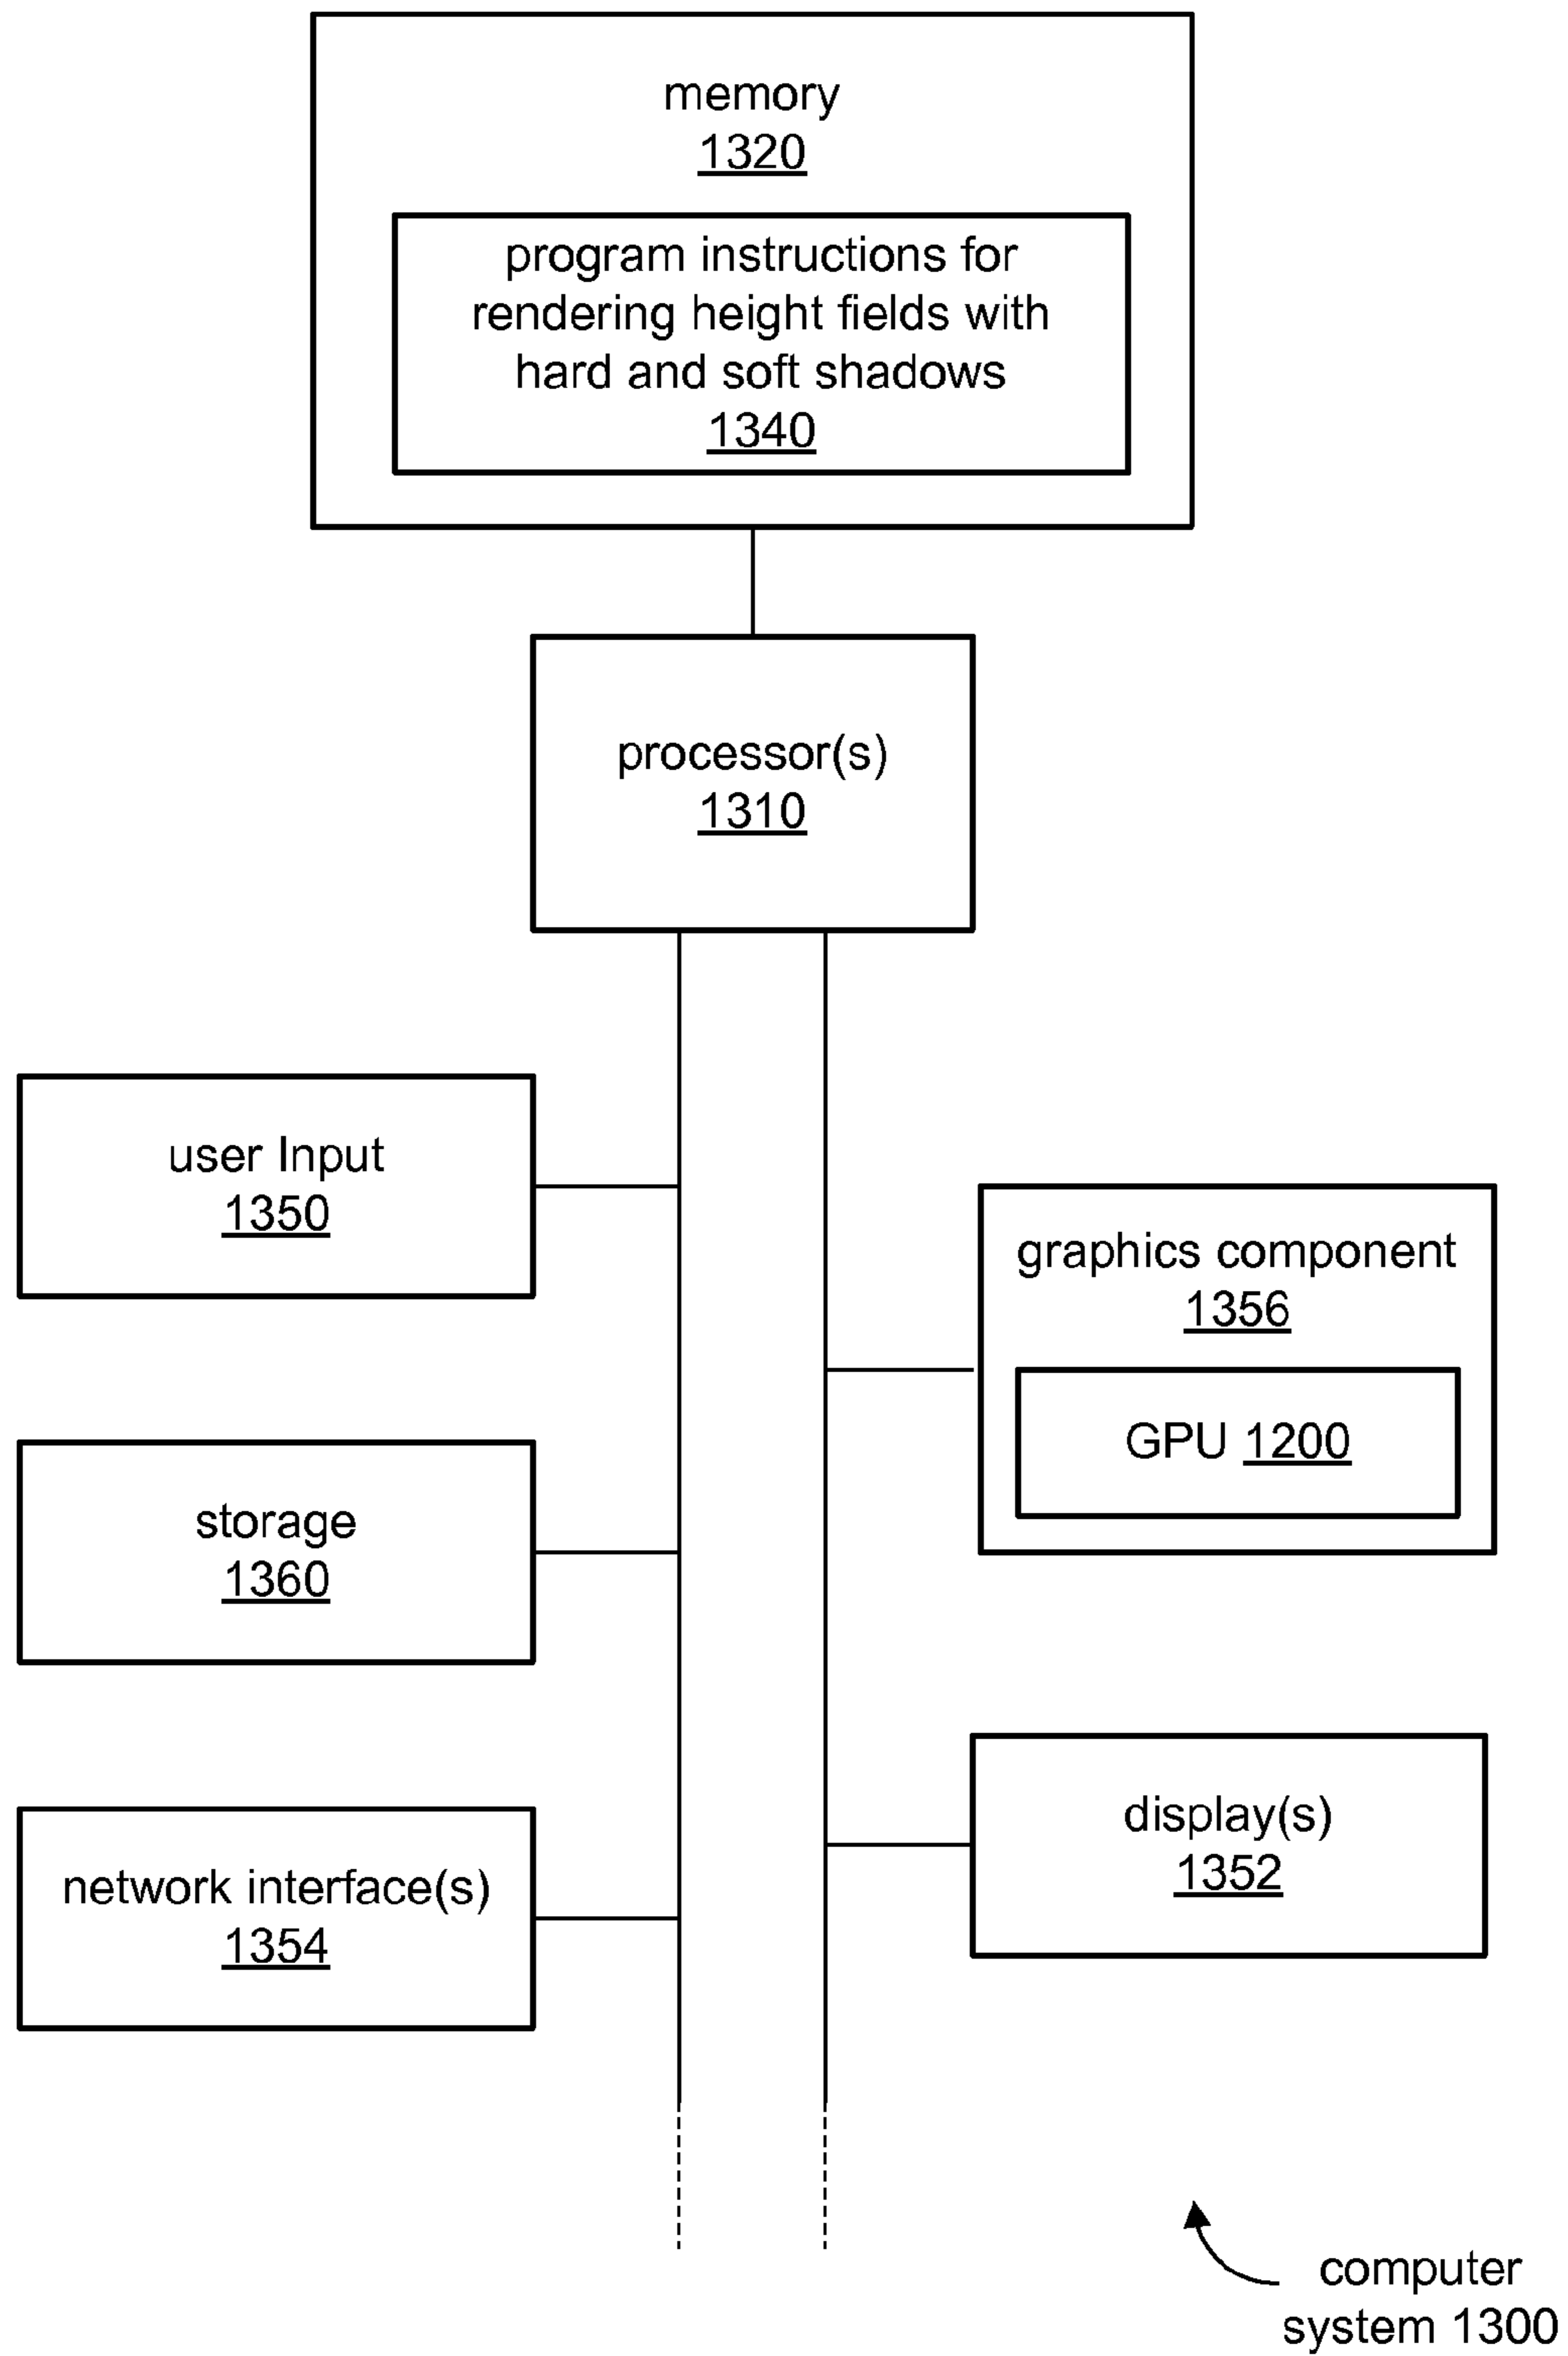 memory
1320
program instructions for
rendering height fields with
hard and soft shadows
1340
processor(s)
1310
user Input
1350
graphics component
1356
GPU 1200
storage
1360
display(s)
1352
network interface(s)
1354
computer
system 1300